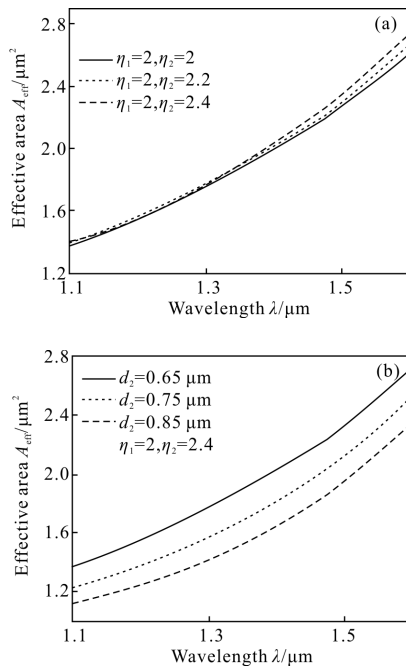 2.8
(a)
η₁=2,η₂=2
η₁=2,η₂=2.2
η₁=2,η₂=2.4
2.4
2.0
1.6
1.2
Effective area Aeff/μm²
1.1 1.3 1.5
Wavelength λ/μm
2.8
(b)
d₂=0.65 μm
d₂=0.75 μm
d₂=0.85 μm
η₁=2,η₂=2.4
2.4
2.0
1.6
1.2
Effective area Aeff/μm²
1.1 1.3 1.5
Wavelength λ/μm